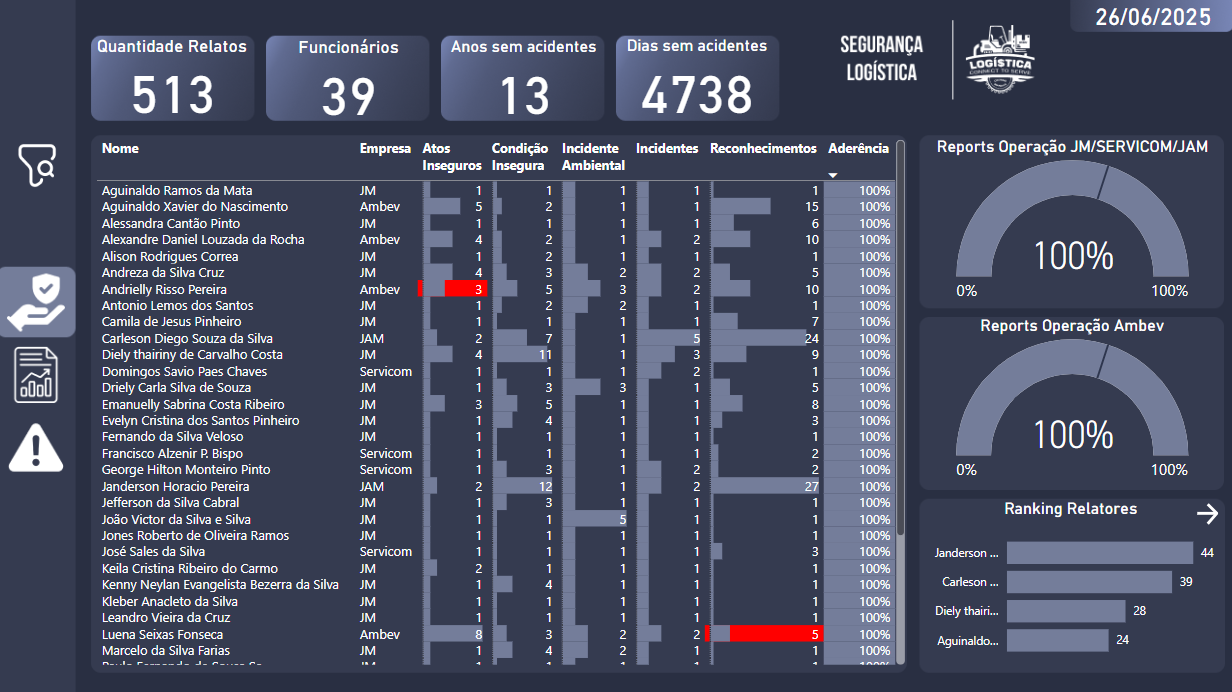 26/06/2025
Quantidade Relatos
513
Funcionários
39
Anos sem acidentes
13
Dias sem acidentes
4738
SEGURANÇA
LOGÍSTICA
LOGÍSTICA
CONNECT TO SERVE
Nome Empresa Atos Inseguros Condição Insegura Incidente Ambiental Incidentes Reconhecimentos Aderência
Aguinaldo Ramos da Mata JM 1 1 1 1 1 100%
Aguinaldo Xavier do Nascimento Ambev 5 2 1 1 15 100%
Alessandra Cantão Pinto JM 1 1 1 1 6 100%
Alexandre Daniel Louzada da Rocha Ambev 4 2 1 2 10 100%
Alison Rodrigues Correa JM 1 2 1 1 1 100%
Andreza da Silva Cruz JM 4 3 2 2 5 100%
Andrielly Risso Pereira Ambev 3 5 3 2 10 100%
Antonio Lemos dos Santos JM 1 2 2 1 1 100%
Camila de Jesus Pinheiro JM 1 1 1 1 7 100%
Carleson Diego Souza da Silva JAM 2 7 1 5 24 100%
Diely thairiny de Carvalho Costa JM 4 11 1 3 9 100%
Domingos Savio Paes Chaves Servicom 1 1 1 2 1 100%
Driely Carla Silva de Souza JM 1 3 3 1 5 100%
Emanuelly Sabrina Costa Ribeiro JM 3 5 1 1 8 100%
Evelyn Cristina dos Santos Pinheiro JM 1 4 1 1 3 100%
Fernando da Silva Veloso JM 1 1 1 1 1 100%
Francisco Alzenir P. Bispo Servicom 1 1 1 1 2 100%
George Hilton Monteiro Pinto Servicom 1 3 1 2 2 100%
Janderson Horacio Pereira JAM 2 12 1 2 27 100%
Jefferson da Silva Cabral JM 1 3 1 1 1 100%
João Victor da Silva e Silva JM 1 1 5 1 1 100%
Jones Roberto de Oliveira Ramos JM 1 1 1 1 1 100%
José Sales da Silva Servicom 1 1 1 1 3 100%
Keila Cristina Ribeiro do Carmo JM 2 1 1 1 1 100%
Kenny Neylan Evangelista Bezerra da Silva JM 1 4 1 1 1 100%
Kleber Anacleto da Silva JM 1 1 1 1 1 100%
Leandro Vieira da Cruz JM 1 1 1 1 1 100%
Luena Seixas Fonseca Ambev 8 3 2 2 5 100%
Marcelo da Silva Farias JM 1 4 2 1 1 100%
Reports Operação JM/SERVICOM/JAM
100%
0% 100%
Reports Operação Ambev
100%
0% 100%
Ranking Relatores
Janderson ... 44
Carleson ... 39
Diely thairi... 28
Aguinaldo... 24